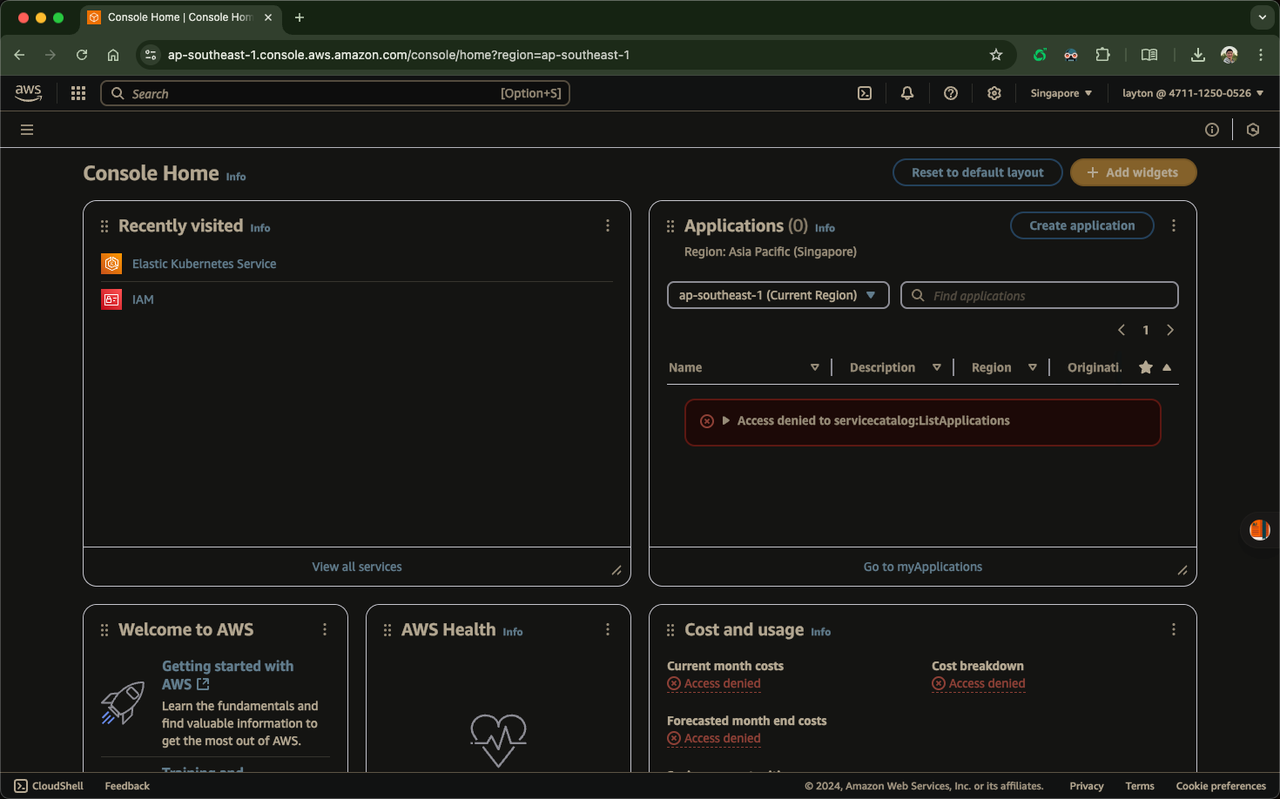 Console Home | Console Hom
ap-southeast-1.console.aws.amazon.com/console/home?region=ap-southeast-1
aws
Search
[Option+S]
Singapore
layton @ 4711-1250-0526
Console Home Info
Reset to default layout
Add widgets
Recently visited Info
Elastic Kubernetes Service
IAM
View all services
Applications (0) Info
Create application
Region: Asia Pacific (Singapore)
ap-southeast-1 (Current Region)
Find applications
1
Name Description Region Originati.
Access denied to servicecatalog:ListApplications
Go to myApplications
Welcome to AWS
Getting started with
AWS
Learn the fundamentals and
find valuable information to
get the most out of AWS.
Training and
AWS Health Info
Cost and usage Info
Current month costs
Access denied
Cost breakdown
Access denied
Forecasted month end costs
Access denied
CloudShell
Feedback
© 2024, Amazon Web Services, Inc. or its affiliates.
Privacy
Terms
Cookie preferences